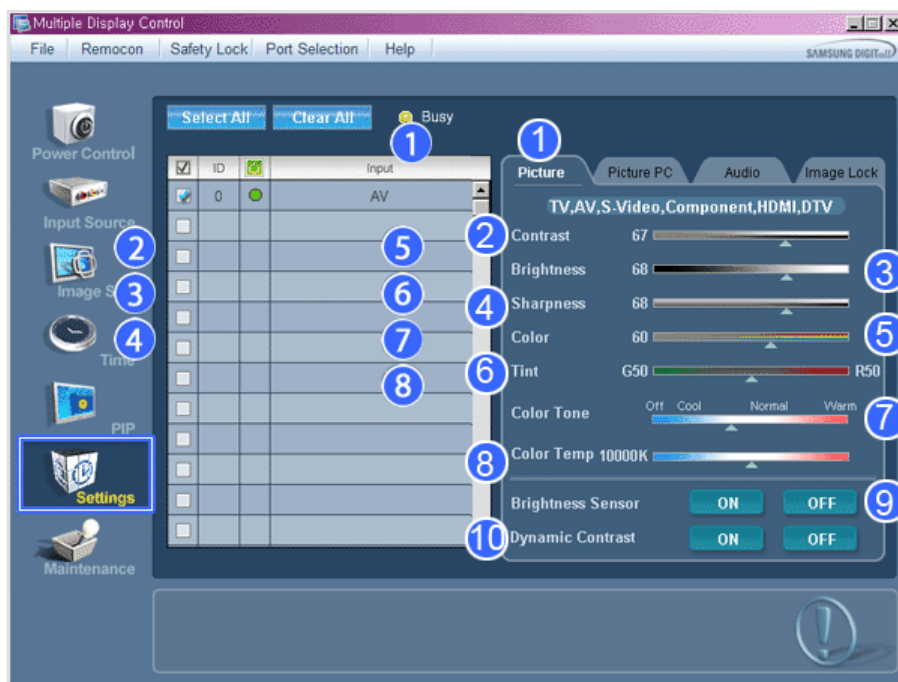 Multiple Display Control
File Remocon Safety Lock Port Selection Help
SAMSUNG DIGITall
Select All Clear All Busy
1
1
Power Control
ID Input
Picture Picture PC Audio Image Lock
0 AV
TV,AV,S-Video,Component,HDMI,DTV
Input Source
2
5
2
Contrast 67
Image S
3
6
Brightness 68
3
4
Sharpness 68
4
7
Color 60
5
Time
8
6
Tint G50 R50
PIP
Color Tone Off Cool Normal Warm
7
8
Color Temp 10000K
Settings
Brightness Sensor ON OFF
9
10
Dynamic Contrast ON OFF
Maintenance